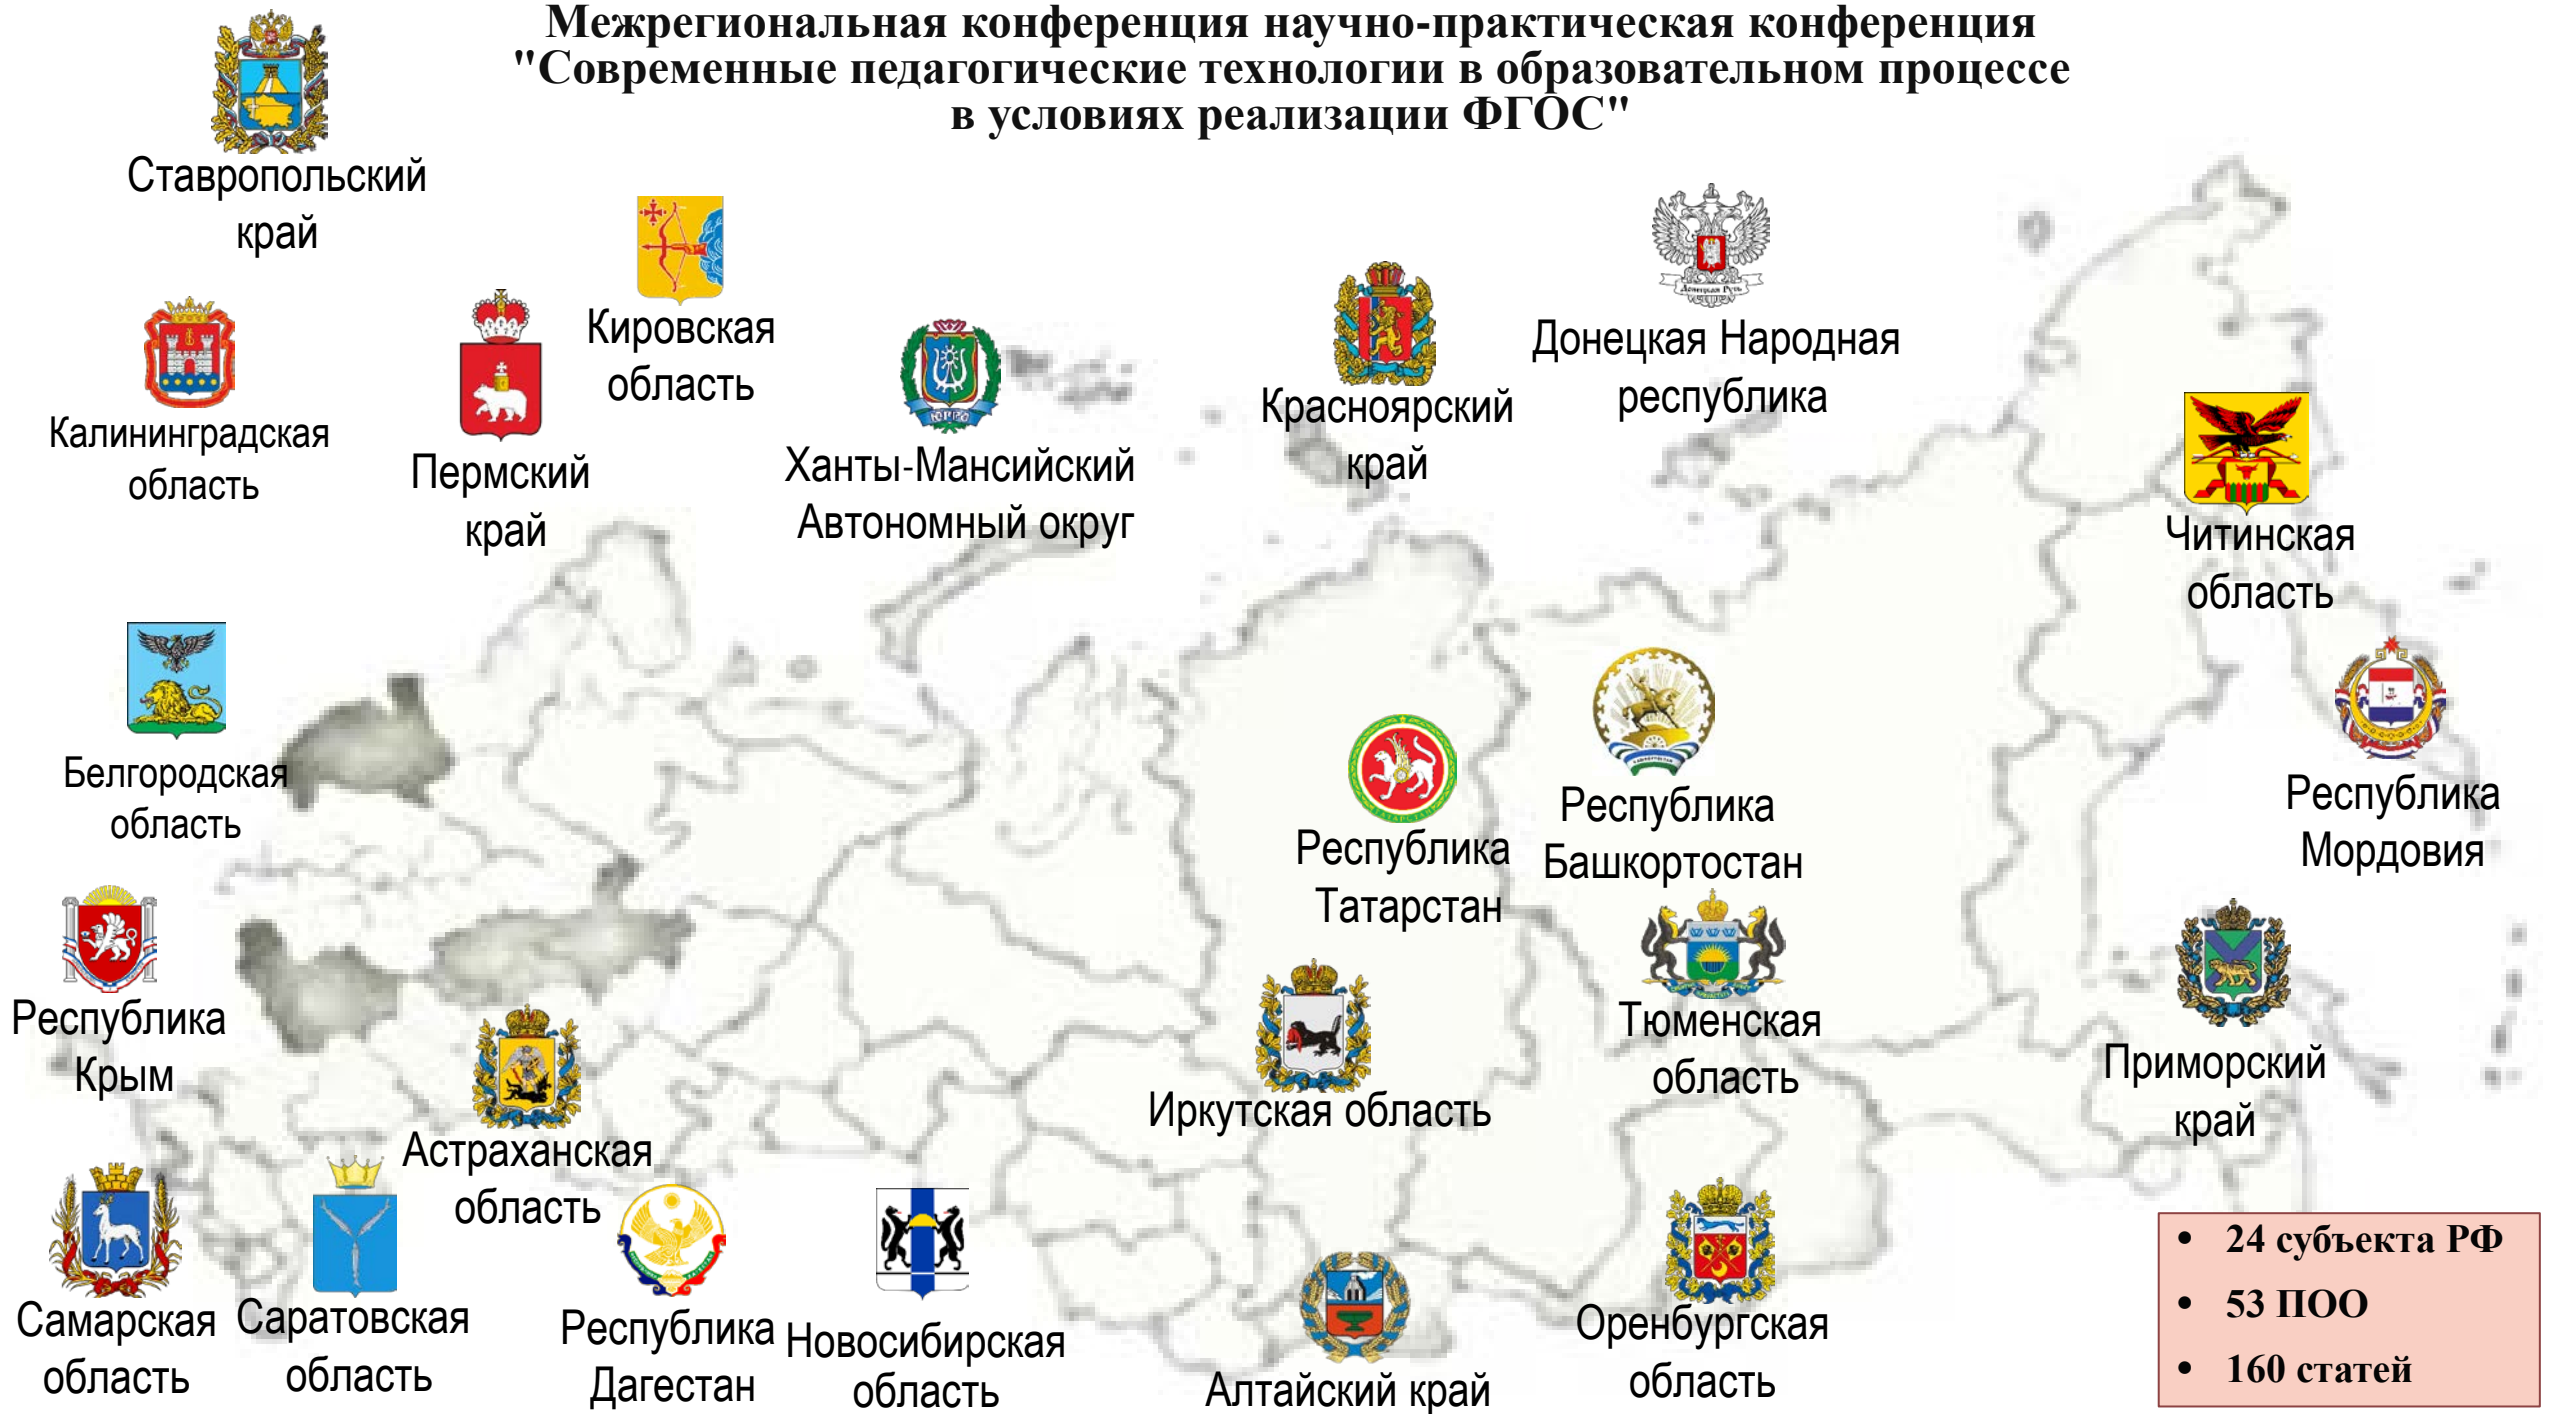 Межрегиональная конференция научно-практическая конференция
"Современные педагогические технологии в образовательном процессе
в условиях реализации ФГОС"
Ставропольский
край
Кировская
область
Калининградская
область
Пермский
край
Ханты-Мансийский
Автономный округ
Красноярский
край
Донецкая Народная
республика
Читинская
область
Белгородская
область
Республика
Татарстан
Республика
Башкортостан
Республика
Мордовия
Республика
Крым
Астраханская
область
Иркутская область
Тюменская
область
Приморский
край
Самарская
область
Саратовская
область
Республика
Дагестан
Новосибирская
область
Алтайский край
Оренбургская
область
• 24 субъекта РФ
• 53 ПОО
• 160 статей